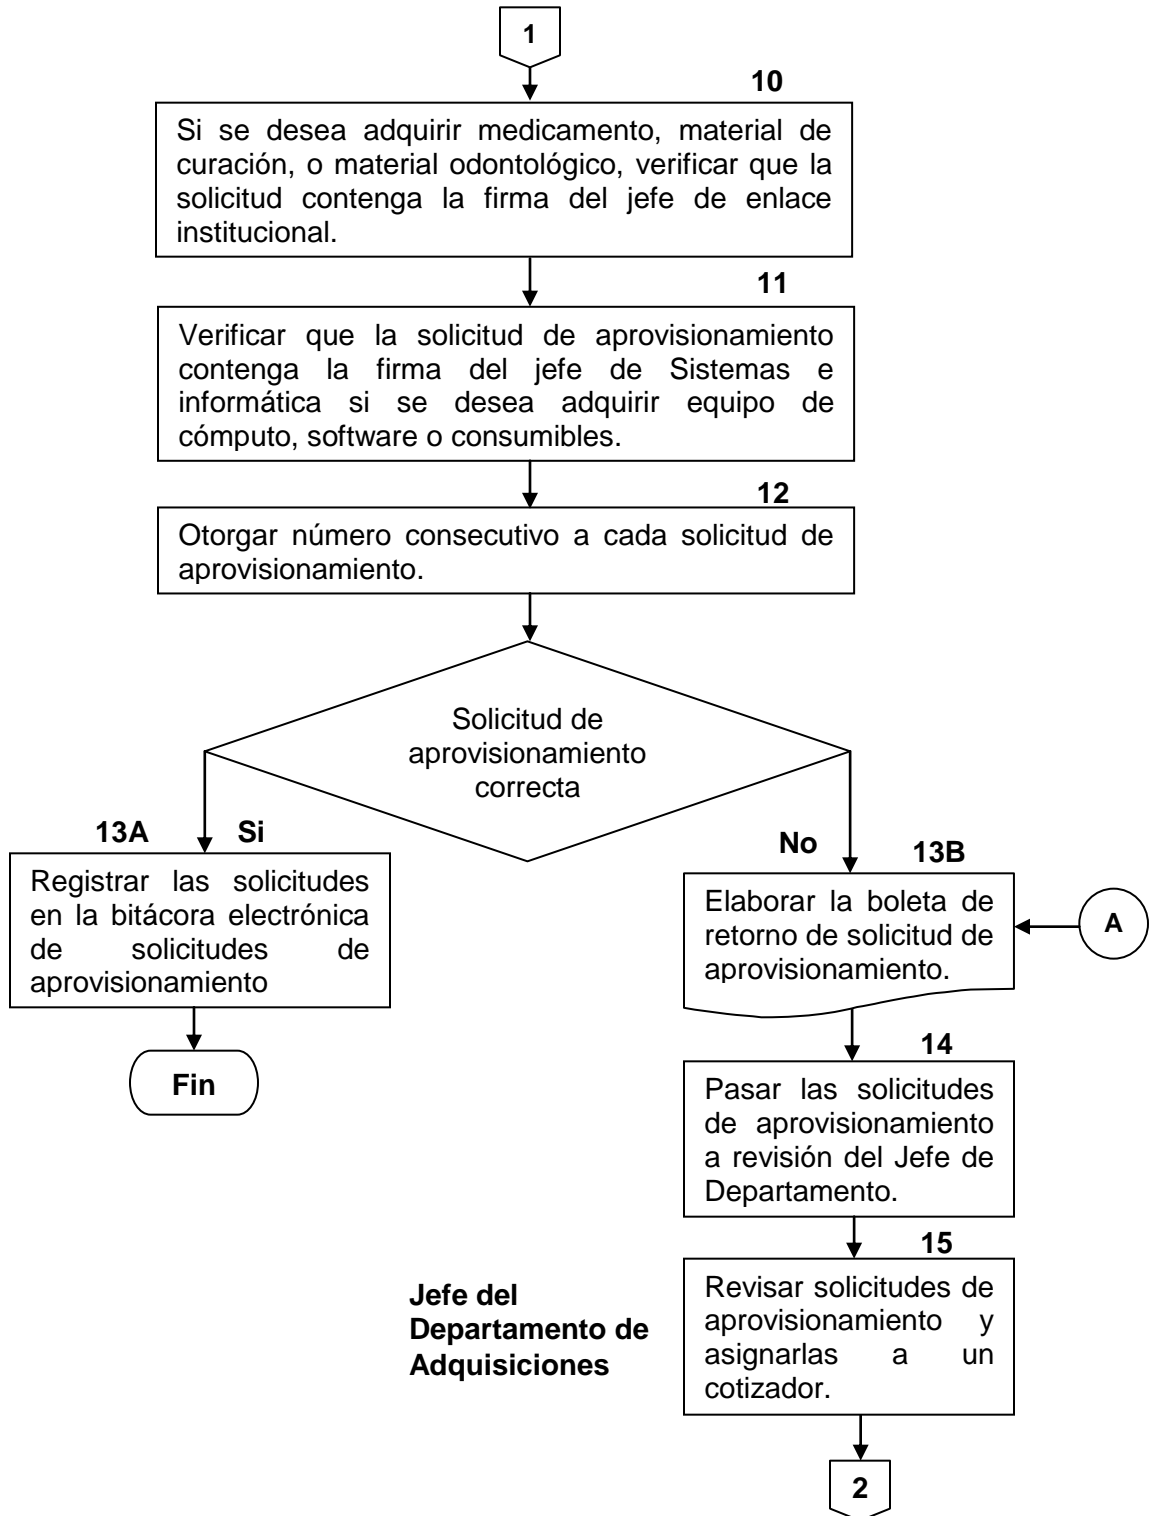 1
10
Si se desea adquirir medicamento, material de
curación, o material odontológico, verificar que la
solicitud contenga la firma del jefe de enlace
institucional.
11
Verificar que la solicitud de aprovisionamiento
contenga la firma del jefe de Sistemas e
informática si se desea adquirir equipo de
cómputo, software o consumibles.
12
Otorgar número consecutivo a cada solicitud de
aprovisionamiento.
Solicitud de
aprovisionamiento
correcta
13A Si
Registrar las solicitudes
en la bitácora electrónica
de solicitudes de
aprovisionamiento
Fin
No 13B
Elaborar la boleta de
retorno de solicitud de
aprovisionamiento.
A
14
Pasar las solicitudes
de aprovisionamiento
a revisión del Jefe de
Departamento.
15
Jefe del
Departamento de
Adquisiciones
Revisar solicitudes de
aprovisionamiento y
asignarlas a un
cotizador.
2